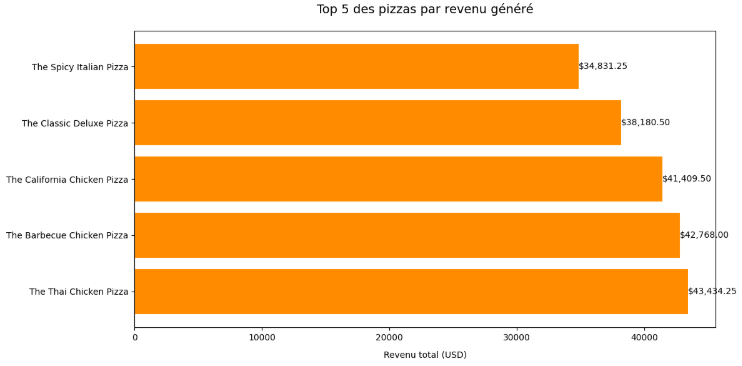 Top 5 des pizzas par revenu généré
The Spicy Italian Pizza $34,831.25
The Classic Deluxe Pizza $38,180.50
The California Chicken Pizza $41,409.50
The Barbecue Chicken Pizza $42,768.00
The Thai Chicken Pizza $43,434.25
0 10000 20000 30000 40000
Revenu total (USD)